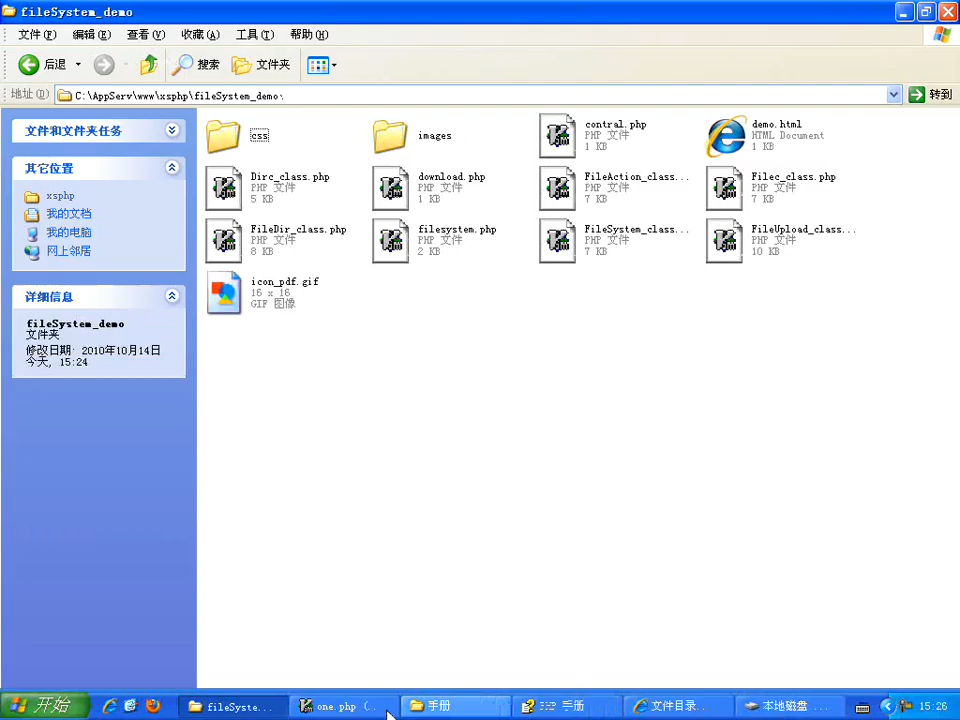 fileSystem_demo
文件(F) 编辑(E) 查看(V) 收藏(A) 工具(T) 帮助(H)
后退 搜索 文件夹
地址(D) C:\AppServ\www\xsphp\fileSystem_demo\ 转到
文件和文件夹任务
其它位置
xsphp
我的文档
我的电脑
网上邻居
详细信息
fileSystem_demo
文件夹
修改日期: 2010年10月14日
今天, 15:24
css
images
contral.php
PHP 文件
1 KB
demo.html
HTML Document
1 KB
Dirc_class.php
PHP 文件
5 KB
download.php
PHP 文件
1 KB
FileAction_class...
PHP 文件
7 KB
Filec_class.php
PHP 文件
7 KB
FileDir_class.php
PHP 文件
8 KB
filesystem.php
PHP 文件
2 KB
FileSystem_class...
PHP 文件
7 KB
FileUpload_class...
PHP 文件
10 KB
icon_pdf.gif
16 x 16
GIF 图像
开始 fileSyste... one.php (... 手册 PHP 手册 文件目录... 本地磁盘 ... 15:26